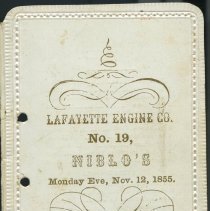 LAFAYETTE ENGINE CO.
No. 19,
NIBLO'S
Monday Eve, Nov. 12, 1855.